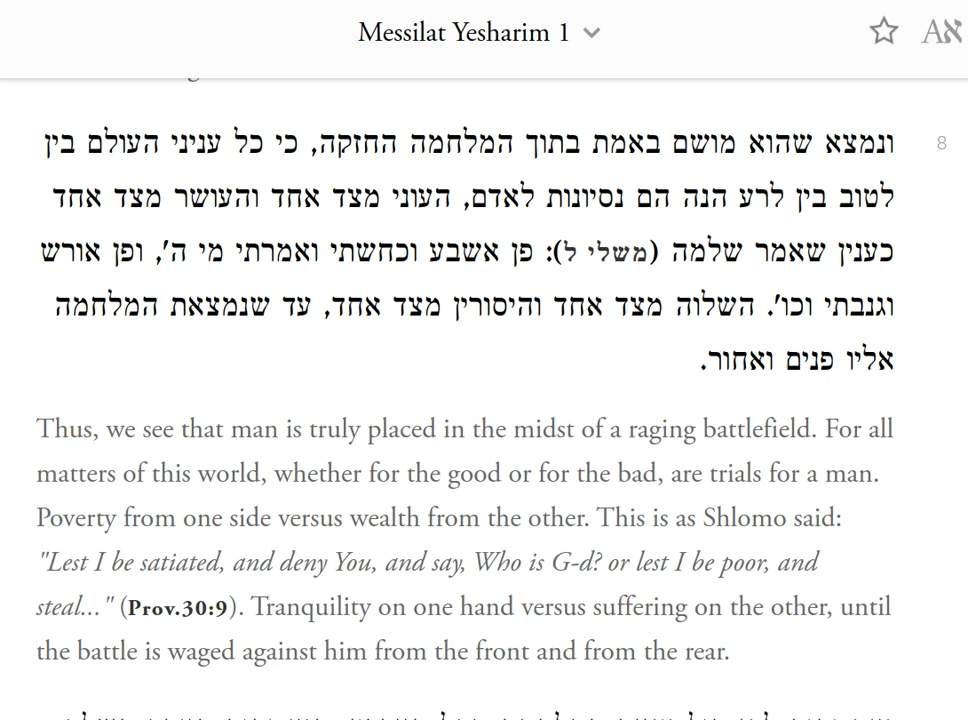 Messilat Yesharim 1
Aא
8
ונמצא שהוא מושם באמת בתוך המלחמה החזקה, כי כל עניני העולם בין
לטוב בין לרע הנה הם נסיונות לאדם, העוני מצד אחד והעושר מצד אחד
כענין שאמר שלמה (משלי ל): פן אשבע וכחשתי ואמרתי מי ה', ופן אורש
וגנבתי וכו'. השלוה מצד אחד והיסורין מצד אחד, עד שנמצאת המלחמה
אליו פנים ואחור.
Thus, we see that man is truly placed in the midst of a raging battlefield. For all
matters of this world, whether for the good or for the bad, are trials for a man.
Poverty from one side versus wealth from the other. This is as Shlomo said:
"Lest I be satiated, and deny You, and say, Who is G-d? or lest I be poor, and
steal..." (Prov.30:9). Tranquility on one hand versus suffering on the other, until
the battle is waged against him from the front and from the rear.